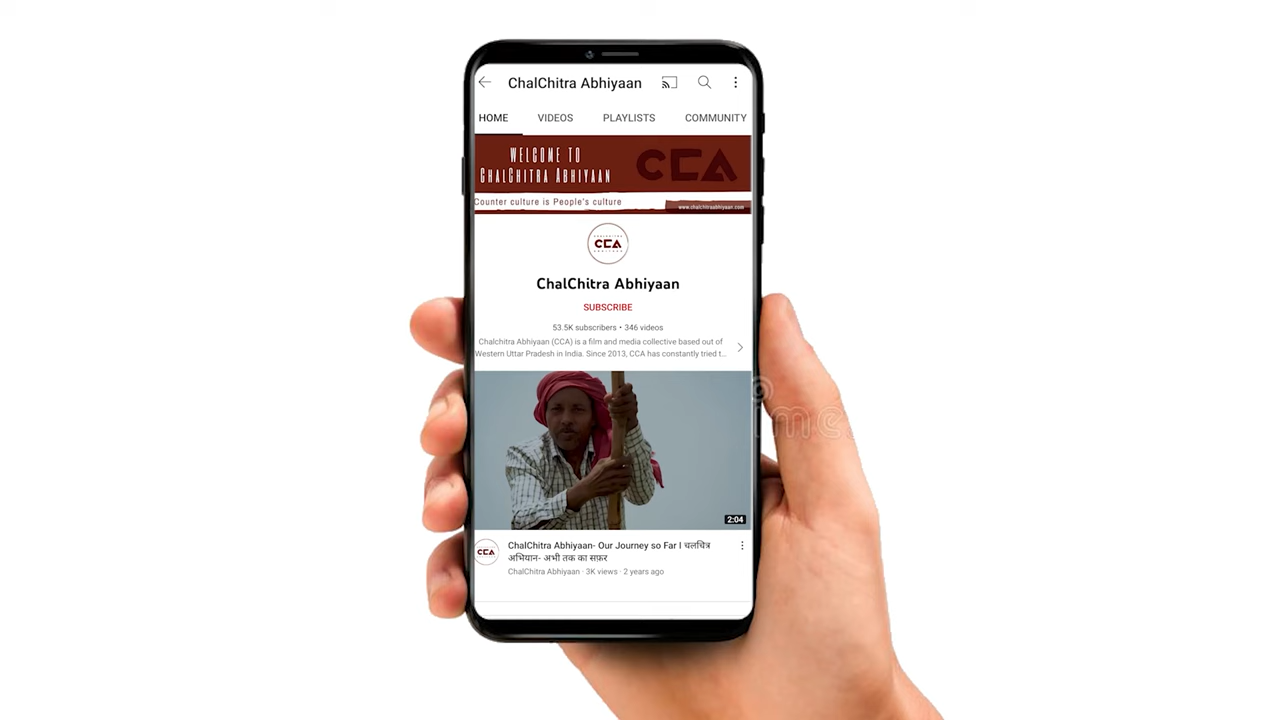 ChalChitra Abhiyaan
HOME VIDEOS PLAYLISTS COMMUNITY
WELCOME TO
CHALCHITRA ABHIYAAN
CCA
Counter culture is People's culture
www.chalchitraabhiyaan.com
CCA
ChalChitra Abhiyaan
SUBSCRIBE
53.5K subscribers • 346 videos
Chalchitra Abhiyaan (CCA) is a film and media collective based out of
Western Uttar Pradesh in India. Since 2013, CCA has constantly tried t...
2:04
CCA
ChalChitra Abhiyaan- Our Journey so Far l चलचित्र
अभियान- अभी तक का सफ़र
ChalChitra Abhiyaan · 3K views · 2 years ago